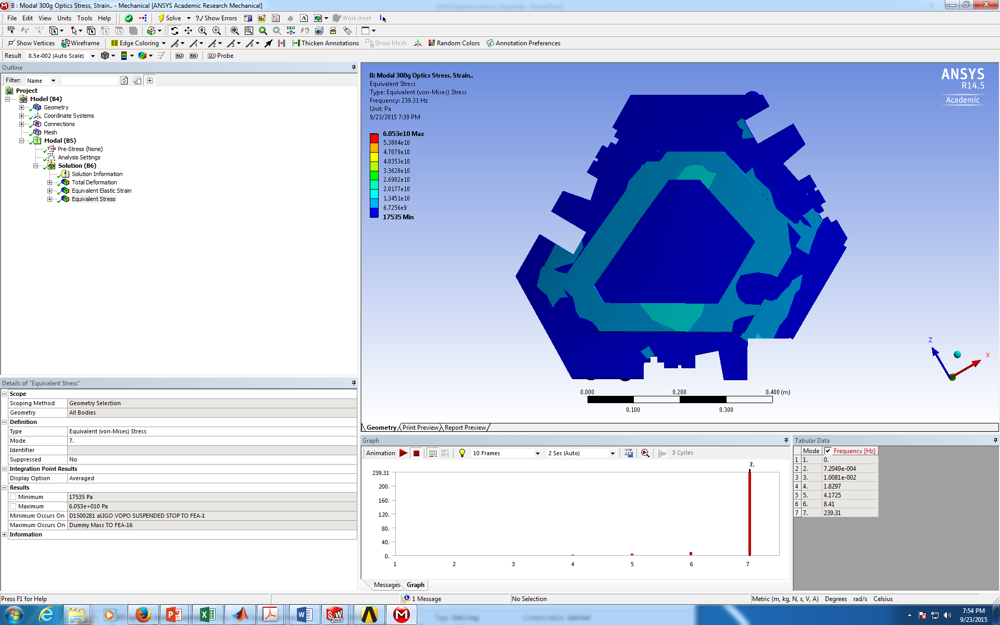 B : Modal 300g Optics Stress, Strain.. - Mechanical [ANSYS Academic Research Mechanical]
File Edit View Units Tools Help Solve ?/ Show Errors Worksheet
Show Vertices Wireframe Edge Coloring Thicken Annotations Show Mesh Random Colors Annotation Preferences
Result 8.5e-002 (Auto Scale) MAX MIN 123 Probe
Outline
Filter: Name
Project
Model (B4)
Geometry
Coordinate Systems
Connections
Mesh
Modal (B5)
Pre-Stress (None)
Analysis Settings
Solution (B6)
Solution Information
Total Deformation
Equivalent Elastic Strain
Equivalent Stress
Details of "Equivalent Stress"
Scope
Scoping Method Geometry Selection
Geometry All Bodies
Definition
Type Equivalent (von-Mises) Stress
Mode 7.
Identifier
Suppressed No
Integration Point Results
Display Option Averaged
Results
Minimum 17535 Pa
Maximum 6.053e+010 Pa
Minimum Occurs On D1500281 aLIGO VOPO SUSPENDED STOP TO FEA-1
Maximum Occurs On Dummy Mass TO FEA-16
Information
B: Modal 300g Optics Stress, Strain..
Equivalent Stress
Type: Equivalent (von-Mises) Stress
Frequency: 239.31 Hz
Unit: Pa
9/23/2015 7:39 PM
6.053e10 Max
5.3804e10
4.7079e10
4.0353e10
3.3628e10
2.6902e10
2.0177e10
1.3451e10
6.7256e9
17535 Min
ANSYS
R14.5
Academic
Z
X
0.000 0.200 0.400 (m)
0.100 0.300
Geometry Print Preview Report Preview
Graph
Animation 10 Frames 2 Sec (Auto) 3 Cycles
7.
239.31
200.
160.
120.
80.
40.
0.
1 2 3 4 5 6 7
Messages Graph
Tabular Data
Mode Frequency [Hz]
1 1. 0.
2 2. 7.2049e-004
3 3. 1.0081e-002
4 4. 1.8297
5 5. 4.1725
6 6. 8.41
7 7. 239.31
Press F1 for Help 1 Message No Selection Metric (m, kg, N, s, V, A) Degrees rad/s Celsius
7:54 PM
9/23/2015